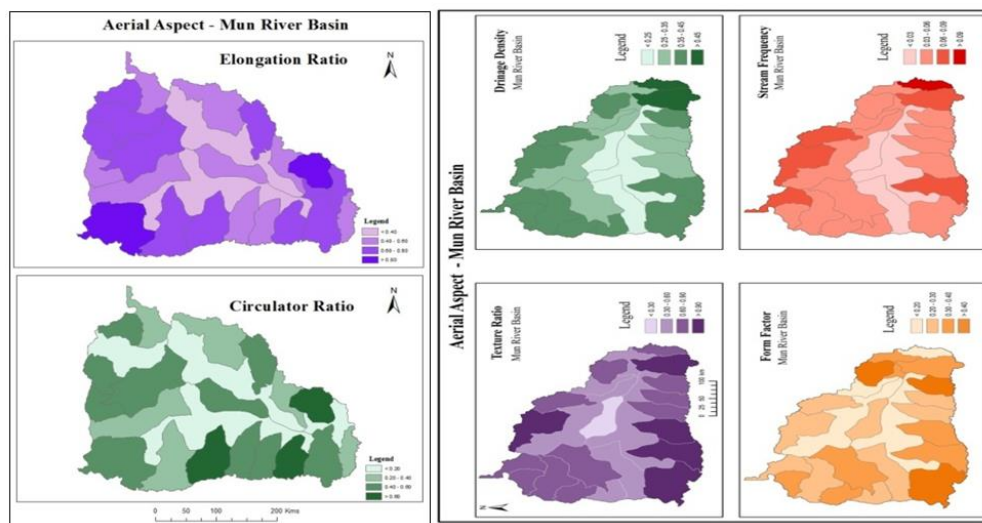 Aerial Aspect - Mun River Basin
Elongation Ratio
N
Legend
< 0.40
0.40 - 0.60
0.60 - 0.80
Circulator Ratio
N
Legend
< 0.20
0.20 - 0.40
0.40 - 0.60
0 50 100 200 Kms
Aerial Aspect - Mun River Basin
Texture Ratio
Mun River Basin
Legend
< 0.30
0.30-0.60
0.60-0.90
> 0.90
N
0 25 50 100 km
Drinage Density
Mun River Basin
Legend
< 0.25
0.25 - 0.35
0.35-0.45
> 0.45
Form Factor
Mun River Basin
Legend
< 0.20
0.20 - 0.30
0.30 - 0.40
> 0.40
Stream Frequency
Mun River Basin
Legend
< 0.03
0.03-0.06
0.06-0.09
> 0.09